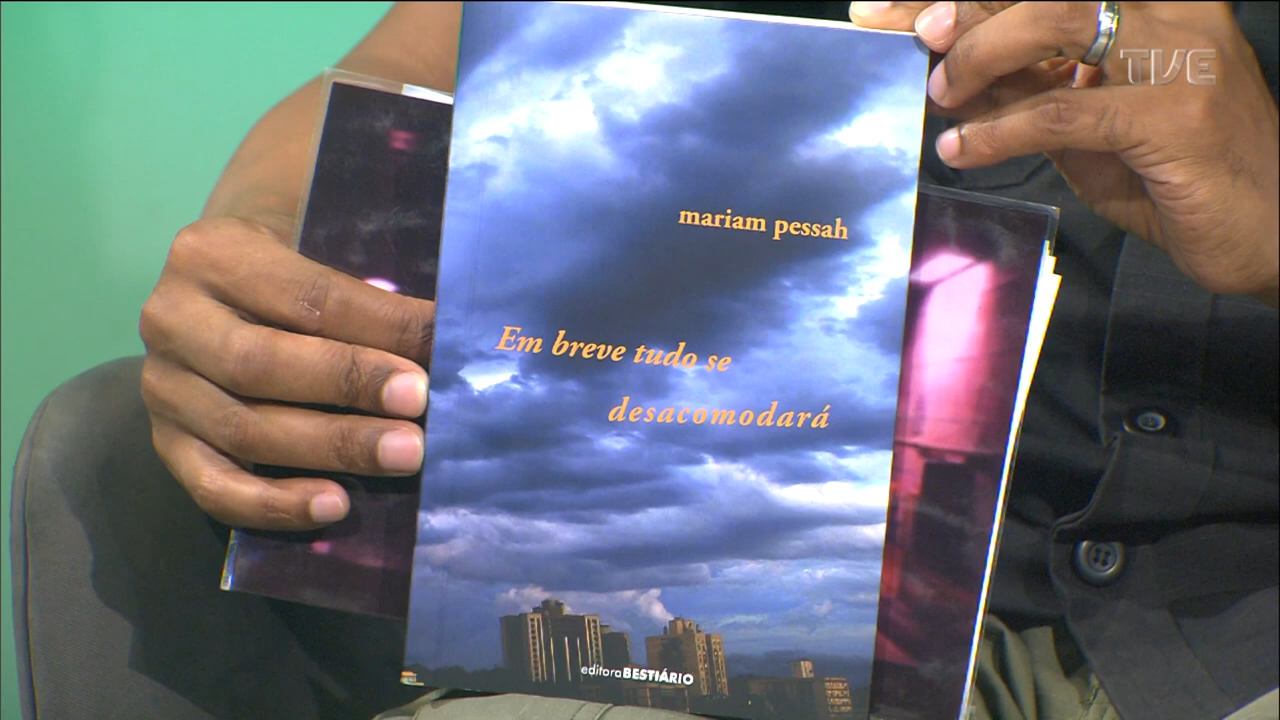 TVE
mariam pessah
Em breve tudo se
desacomodará
editoraBESTIÁRIO